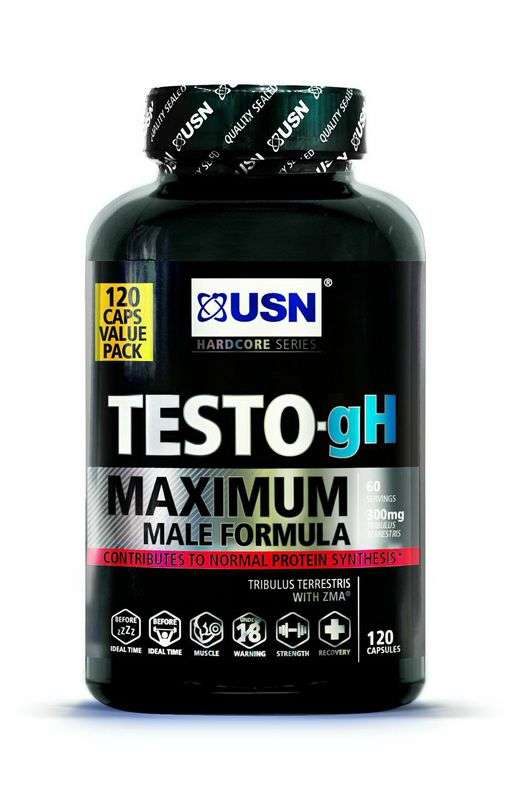 USN QUALITY SEALED USN
120
CAPS
VALUE
PACK
USN®
HARDCORE SERIES
TESTO-gH
MAXIMUM
MALE FORMULA
60
SERVINGS
300mg
TRIBULUS
TERRESTRIS
CONTRIBUTES TO NORMAL PROTEIN SYNTHESIS*
TRIBULUS TERRESTRIS
WITH ZMA®
BEFORE
zZZZ
IDEAL TIME
BEFORE
IDEAL TIME
MUSCLE
UNDER
18
WARNING
STRENGTH
RECOVERY
120
CAPSULES